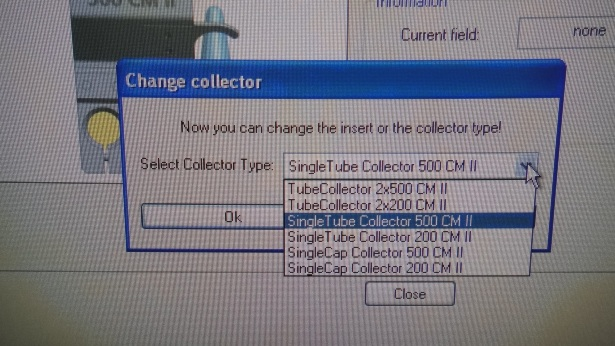 500 CM II
Information
Current field:
none
Change collector
Now you can change the insert or the collector type!
Select Collector Type:
SingleTube Collector 500 CM II
TubeCollector 2x500 CM II
TubeCollector 2x200 CM II
SingleTube Collector 500 CM II
SingleTube Collector 200 CM II
SingleCap Collector 500 CM II
SingleCap Collector 200 CM II
Ok
Close